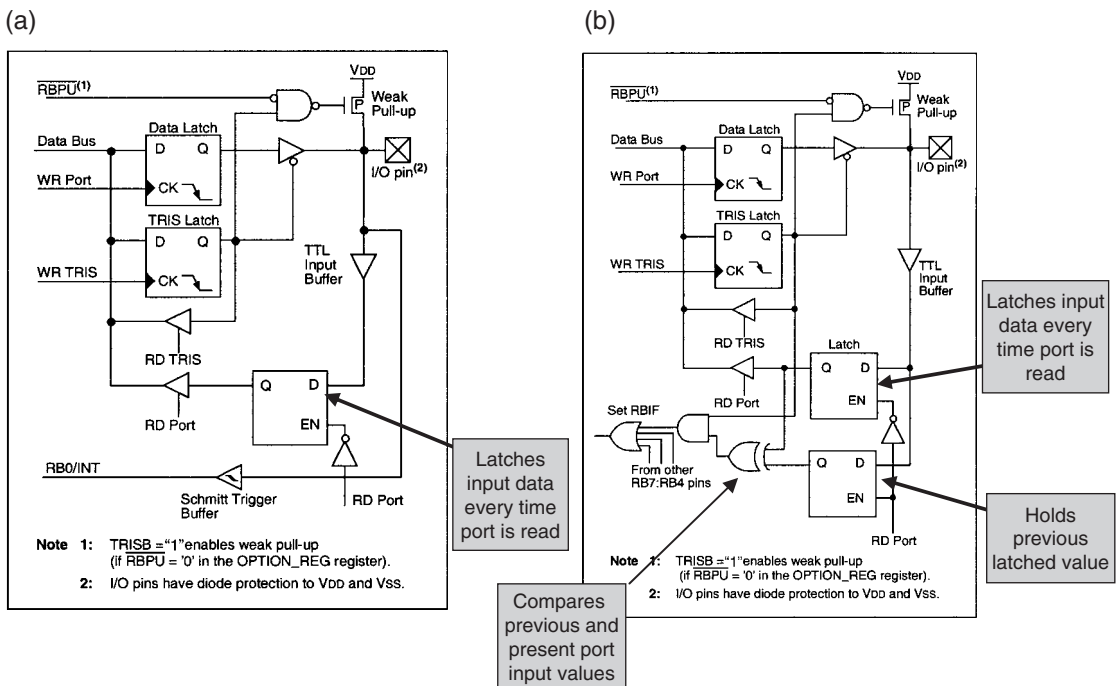 (a)
VDD
RBPU(1)
P
Weak
Pull-up
Data Bus
Data Latch
D Q
I/O pin(2)
WR Port
CK
TRIS Latch
D Q
TTL
Input
Buffer
WR TRIS
CK
RD TRIS
Q D
RD Port
EN
RB0/INT
Schmitt Trigger
Buffer
RD Port
Latches
input data
every time
port is read
Note 1: TRISB ="1"enables weak pull-up
(if RBPU = '0' in the OPTION_REG register).
2: I/O pins have diode protection to VDD and VSS.
(b)
VDD
RBPU(1)
P
Weak
Pull-up
Data Bus
Data Latch
D Q
I/O pin(2)
WR Port
CK
TRIS Latch
D Q
WR TRIS
CK
TTL
Input
Buffer
Latches input
data every
time port is
read
RD TRIS
Latch
Q D
RD Port
EN
Set RBIF
From other
RB7:RB4 pins
Q D
EN
RD Port
Holds
previous
latched value
Note 1: TRISB ="1"enables weak pull-up
(if RBPU = '0' in the OPTION_REG register).
2: I/O pins have diode protection to VDD and VSS.
Compares
previous and
present port
input values